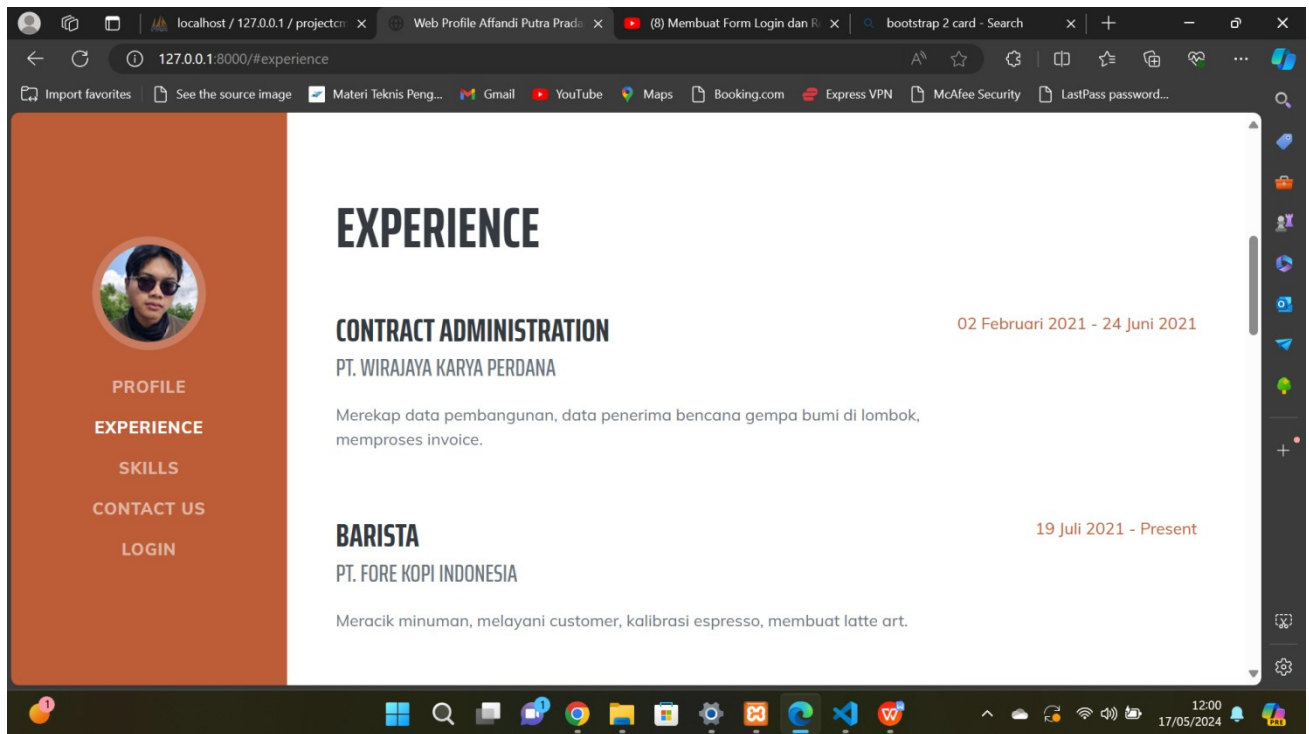 localhost / 127.0.0.1 / projectcm
Web Profile Affandi Putra Prada
(8) Membuat Form Login dan R
bootstrap 2 card - Search
127.0.0.1:8000/#experience
Import favorites
See the source image
Materi Teknis Peng...
Gmail
YouTube
Maps
Booking.com
Express VPN
McAfee Security
LastPass password...
PROFILE
EXPERIENCE
SKILLS
CONTACT US
LOGIN
EXPERIENCE
CONTRACT ADMINISTRATION
02 Februari 2021 - 24 Juni 2021
PT. WIRAJAYA KARYA PERDANA
Merekap data pembangunan, data penerima bencana gempa bumi di lombok,
memproses invoice.
BARISTA
19 Juli 2021 - Present
PT. FORE KOPI INDONESIA
Meracik minuman, melayani customer, kalibrasi espresso, membuat latte art.
1
1
12:00
17/05/2024
PRE